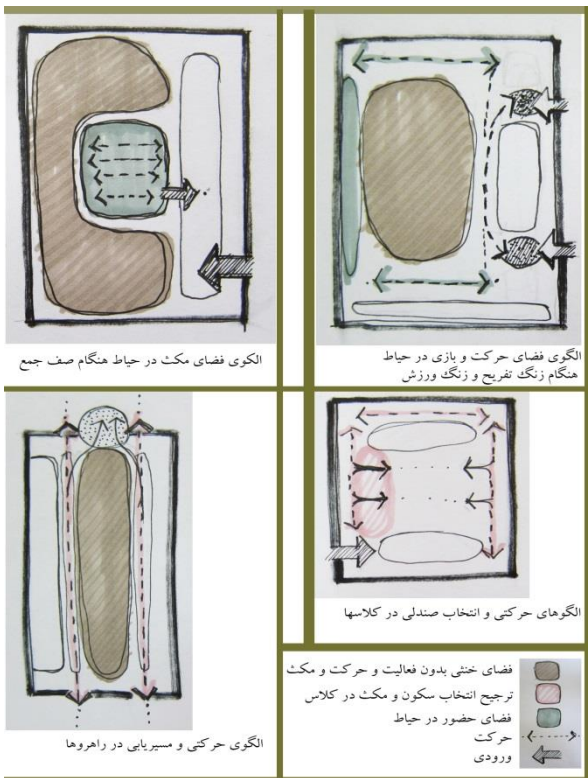 الگوی فضای حرکت و بازی در حیاط
هنگام زنگ تفریح و زنگ ورزش
الگوی فضای مکث در حیاط هنگام صف جمع
الگوهای حرکتی و انتخاب صندلی در کلاسها
الگوی حرکتی و مسیریابی در راهروها
فضای خنثی بدون فعالیت و حرکت و مکث
ترجیح انتخاب سکون و مکث در کلاس
فضای حضور در حیاط
حرکت
ورودی